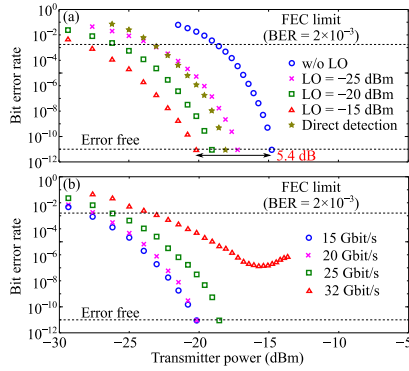 (a)
FEC limit
(BER = 2×10⁻³)
10⁰
10⁻²
10⁻⁴
10⁻⁶
10⁻⁸
10⁻¹⁰
10⁻¹²
Bit error rate
w/o LO
LO = −25 dBm
LO = −20 dBm
LO = −15 dBm
Direct detection
Error free
5.4 dB
(b)
FEC limit
(BER = 2×10⁻³)
10⁰
10⁻²
10⁻⁴
10⁻⁶
10⁻⁸
10⁻¹⁰
10⁻¹²
Bit error rate
15 Gbit/s
20 Gbit/s
25 Gbit/s
32 Gbit/s
Error free
−30 −25 −20 −15 −10 −5
Transmitter power (dBm)